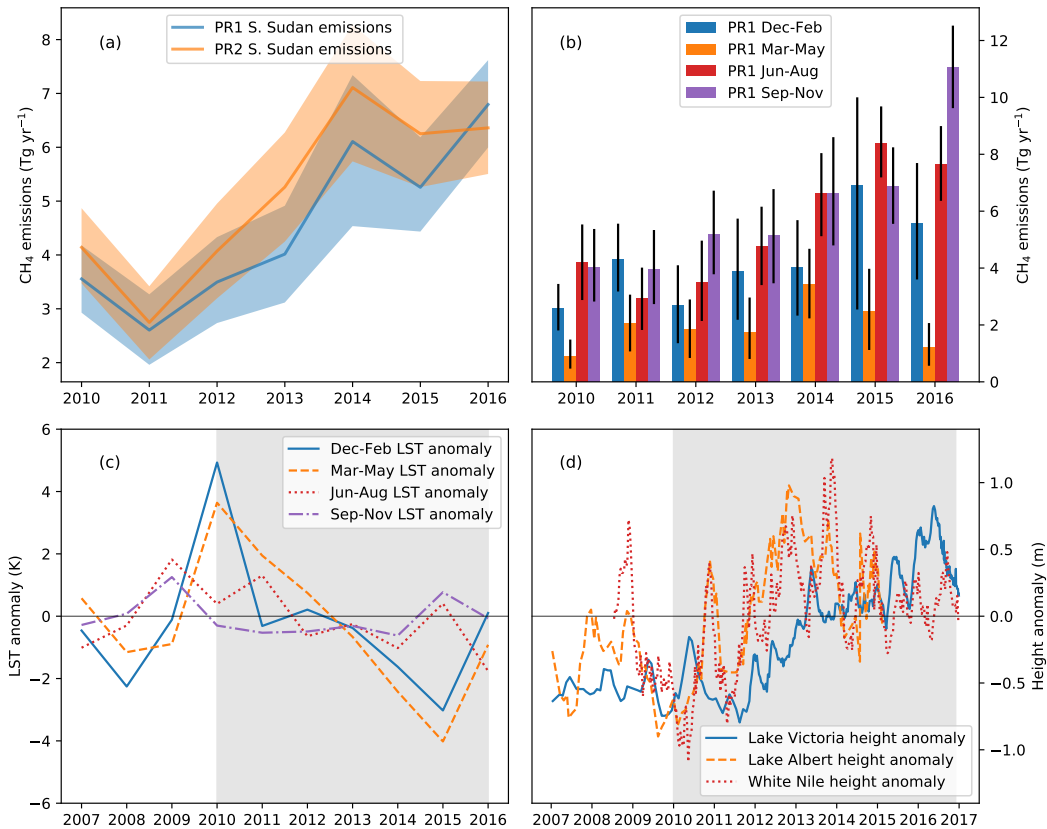 (a)
PR1 S. Sudan emissions
PR2 S. Sudan emissions
CH₄ emissions (Tg yr⁻¹)
8
7
6
5
4
3
2
2010 2011 2012 2013 2014 2015 2016
(b)
PR1 Dec-Feb
PR1 Mar-May
PR1 Jun-Aug
PR1 Sep-Nov
CH₄ emissions (Tg yr⁻¹)
12
10
8
6
4
2
0
2010 2011 2012 2013 2014 2015 2016
(c)
Dec-Feb LST anomaly
Mar-May LST anomaly
Jun-Aug LST anomaly
Sep-Nov LST anomaly
LST anomaly (K)
6
4
2
0
−2
−4
−6
2007 2008 2009 2010 2011 2012 2013 2014 2015 2016
(d)
Height anomaly (m)
1.0
0.5
0.0
−0.5
−1.0
Lake Victoria height anomaly
Lake Albert height anomaly
White Nile height anomaly
2007 2008 2009 2010 2011 2012 2013 2014 2015 2016 2017